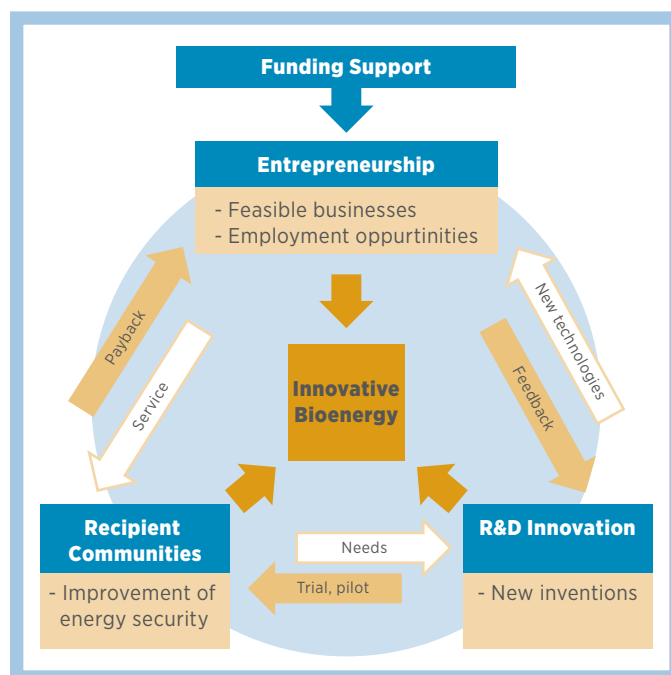 Funding Support
Entrepreneurship
- Feasible businesses
- Employment oppurtinities
Payback
Service
New technologies
Feedback
Innovative
Bioenergy
Recipient
Communities
- Improvement of
energy security
Needs
Trial, pilot
R&D Innovation
- New inventions